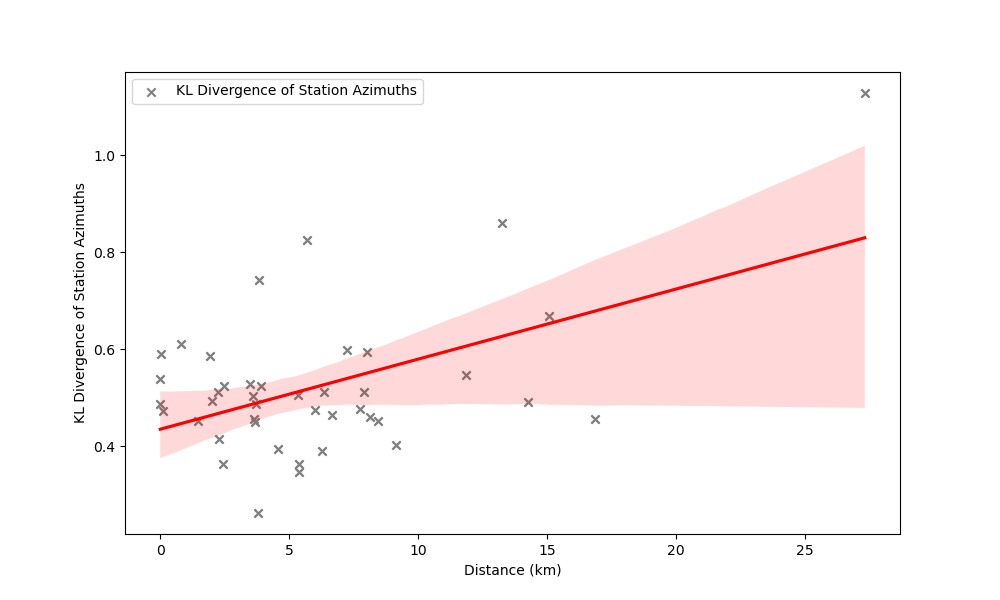 KL Divergence of Station Azimuths
KL Divergence of Station Azimuths
1.0
0.8
0.6
0.4
0 5 10 15 20 25
Distance (km)